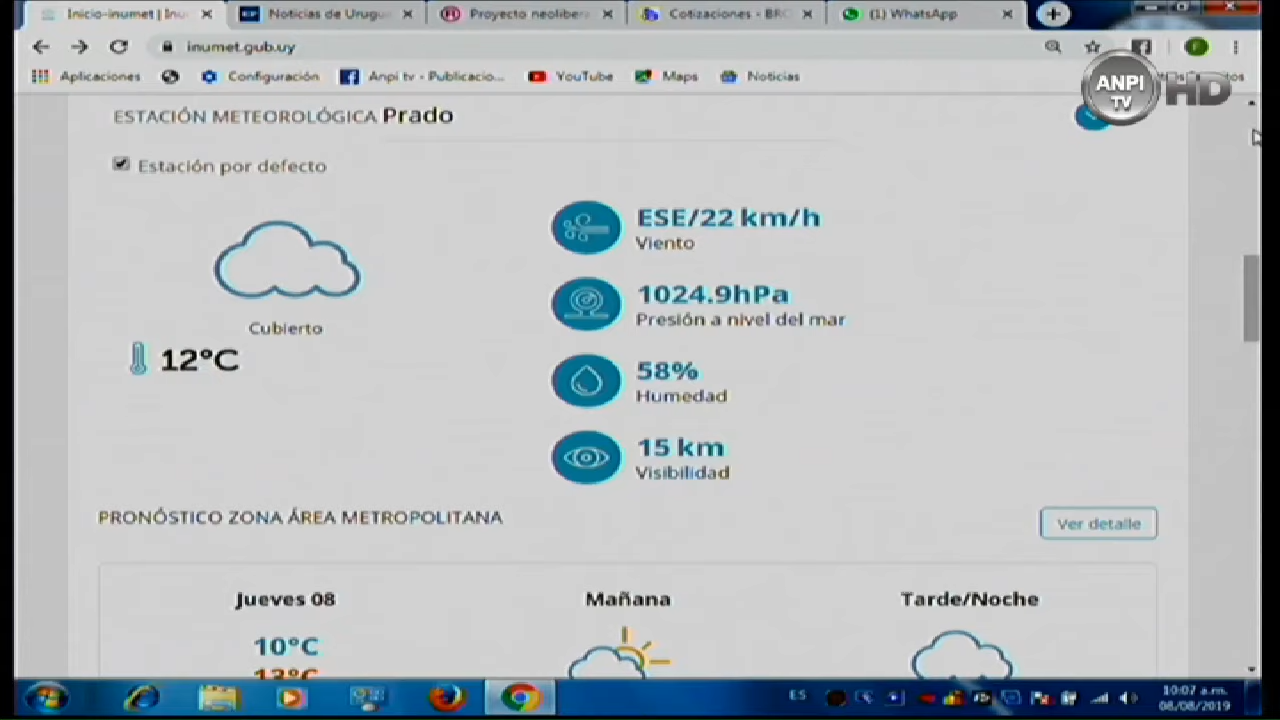 Inicio-inumet | Inu
Noticias de Urugu
Proyecto neolibera
Cotizaciones - BRO
(1) WhatsApp
inumet.gub.uy
Aplicaciones
Configuración
Anpi tv - Publicacio...
YouTube
Maps
Noticias
ANPI
TV
HD
ESTACIÓN METEOROLÓGICA Prado
Estación por defecto
Cubierto
12°C
ESE/22 km/h
Viento
1024.9hPa
Presión a nivel del mar
58%
Humedad
15 km
Visibilidad
PRONÓSTICO ZONA ÁREA METROPOLITANA
Ver detalle
Jueves 08
Mañana
Tarde/Noche
10°C
13°C
ES
10:07 a.m.
08/08/2019